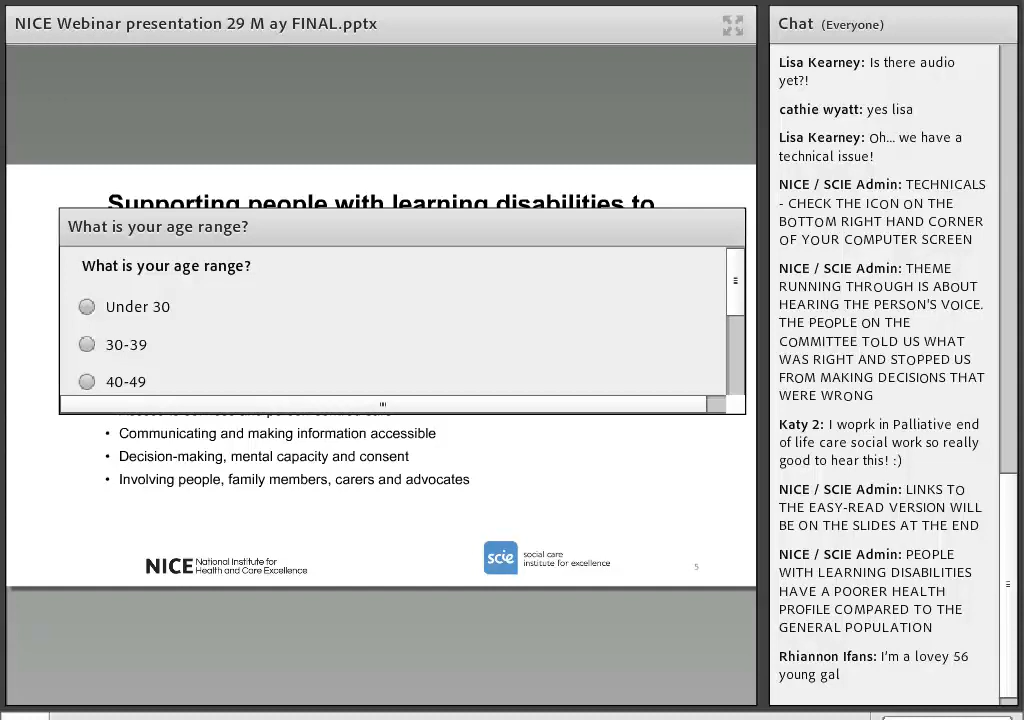 NICE Webinar presentation 29 M ay FINAL.pptx
Supporting people with learning disabilities to
What is your age range?
What is your age range?
Under 30
30-39
40-49
• Communicating and making information accessible
• Decision-making, mental capacity and consent
• Involving people, family members, carers and advocates
NICE National Institute for
Health and Care Excellence
scie social care
institute for excellence
5
Chat (Everyone)
Lisa Kearney: Is there audio
yet?!
cathie wyatt: yes lisa
Lisa Kearney: Oh... we have a
technical issue!
NICE / SCIE Admin: TECHNICALS
- CHECK THE ICON ON THE
BOTTOM RIGHT HAND CORNER
OF YOUR COMPUTER SCREEN
NICE / SCIE Admin: THEME
RUNNING THROUGH IS ABOUT
HEARING THE PERSON'S VOICE.
THE PEOPLE ON THE
COMMITTEE TOLD US WHAT
WAS RIGHT AND STOPPED US
FROM MAKING DECISIONS THAT
WERE WRONG
Katy 2: I woprk in Palliative end
of life care social work so really
good to hear this! :)
NICE / SCIE Admin: LINKS TO
THE EASY-READ VERSION WILL
BE ON THE SLIDES AT THE END
NICE / SCIE Admin: PEOPLE
WITH LEARNING DISABILITIES
HAVE A POORER HEALTH
PROFILE COMPARED TO THE
GENERAL POPULATION
Rhiannon Ifans: I'm a lovey 56
young gal